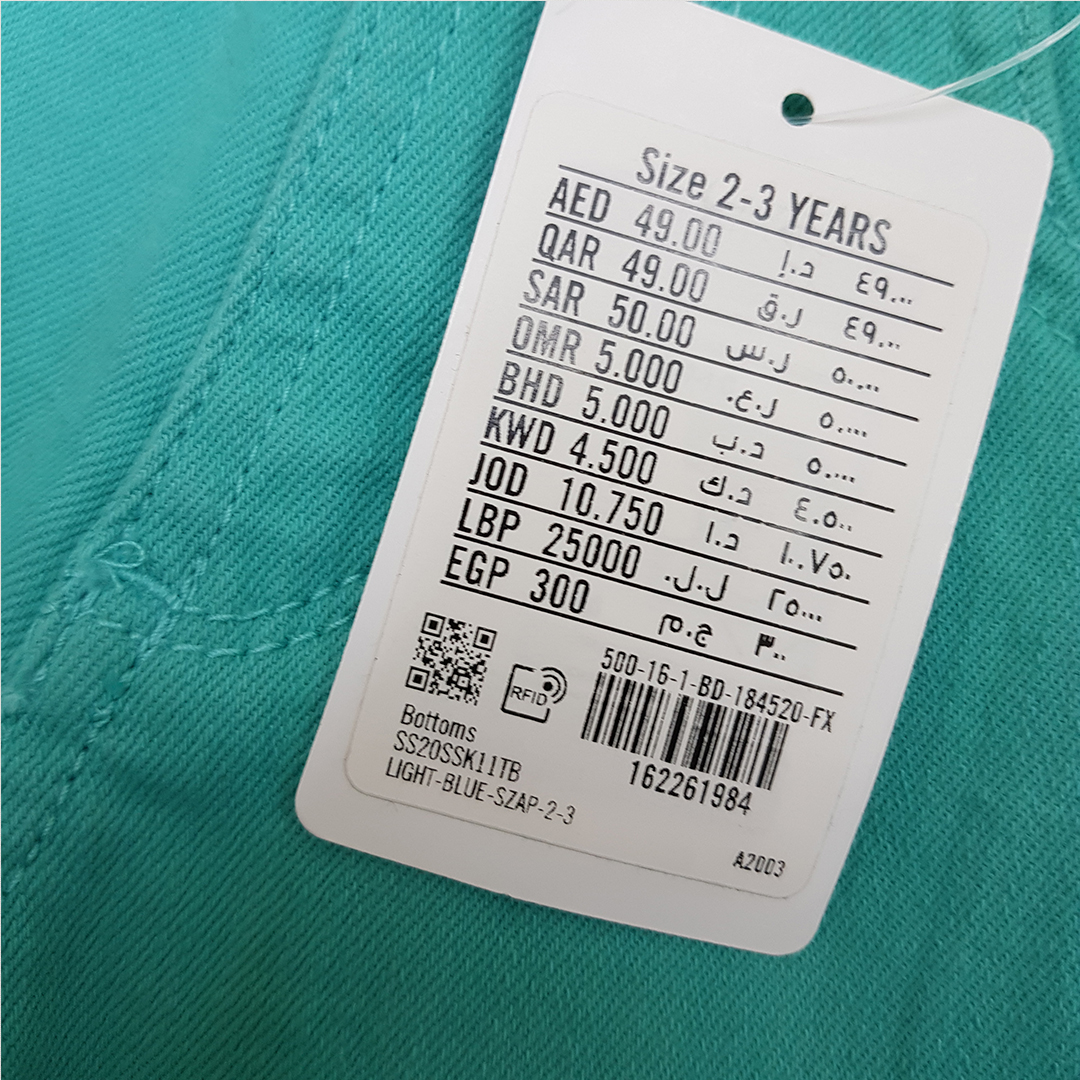 Size 2-3 YEARS
AED 49.00 د.إ ٤٩.٠٠
QAR 49.00 ر.ق ٤٩.٠٠
SAR 50.00 ر.س ٥٠.٠٠
OMR 5.000 ر.ع. ٥.٠٠٠
BHD 5.000 د.ب ٥.٠٠٠
KWD 4.500 د.ك ٤.٥٠٠
JOD 10.750 د.ا ١٠.٧٥٠
LBP 25000 ل.ل. ٢٥٠٠٠
EGP 300 ج.م ٣٠٠
500-16-1-BD-184520-FX
RFID
162261984
Bottoms
SS20SSK11TB
LIGHT-BLUE-SZAP-2-3
A2003